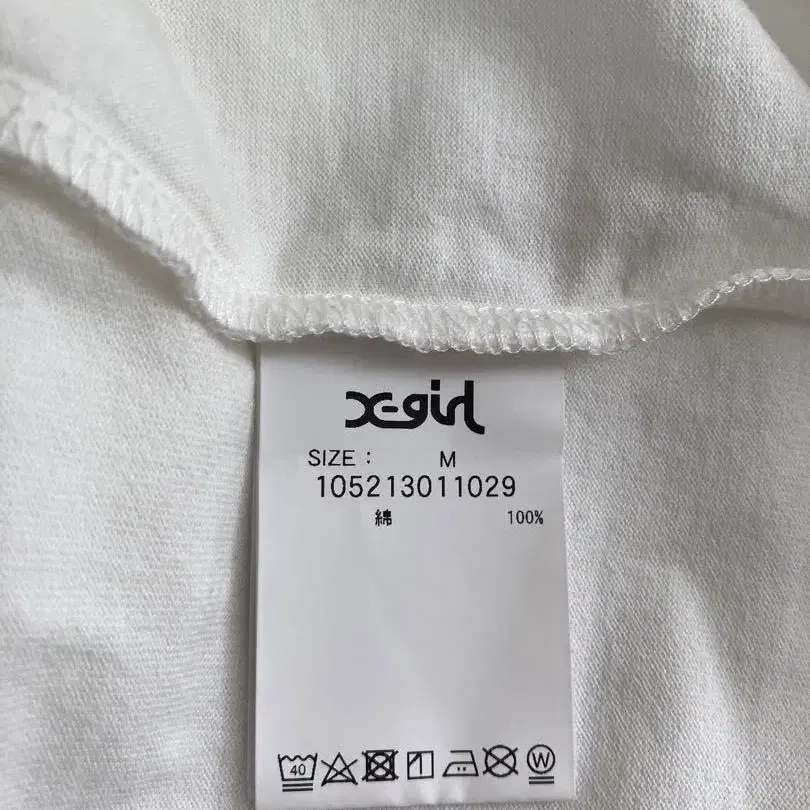 X-girl
SIZE : M
105213011029
綿 100%
40 W